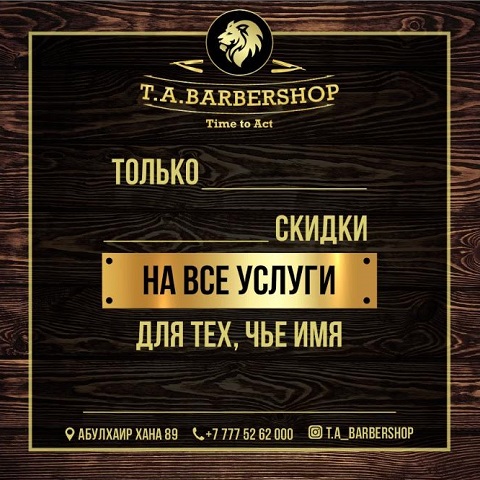 T.A.BARBERSHOP
Time to Act
ТОЛЬКО
СКИДКИ
НА ВСЕ УСЛУГИ
ДЛЯ ТЕХ, ЧЬЕ ИМЯ
АБУЛХАИР ХАНА 89 +7 777 52 62 000 T.A_BARBERSHOP